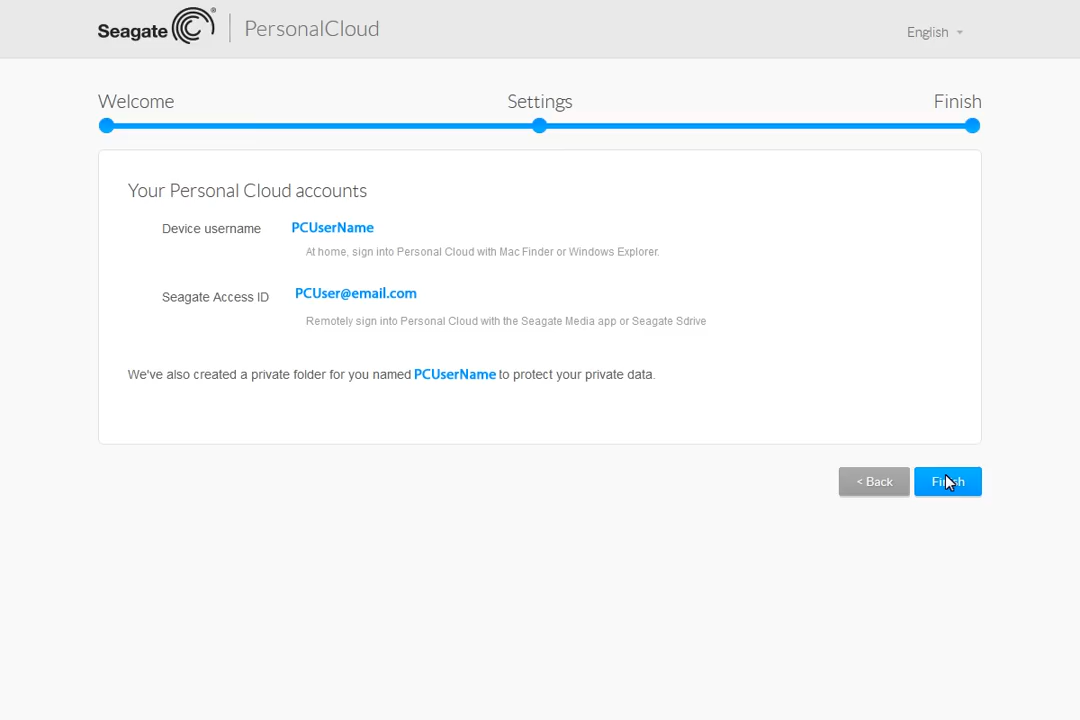 Seagate PersonalCloud
English
Welcome Settings Finish
Your Personal Cloud accounts
Device username PCUserName
At home, sign into Personal Cloud with Mac Finder or Windows Explorer.
Seagate Access ID PCUser@email.com
Remotely sign into Personal Cloud with the Seagate Media app or Seagate Sdrive
We've also created a private folder for you named PCUserName to protect your private data.
< Back Finish